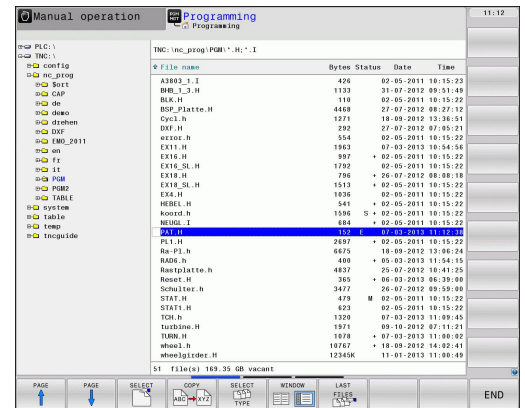 Manual operation
PGM
NOT
Programming
Programming
11:12
PLC:\
TNC:\
config
nc_prog
$ort
CAP
de
demo
drehen
DXF
EMO_2011
en
fr
it
PGM
PGM2
TABLE
system
table
temp
tncguide
TNC:\nc_prog\PGM\*.H;*.I
File name Bytes Status Date Time
A3803_1.I 426 02-05-2011 10:15:23
BHB_1_3.H 1133 31-07-2012 09:51:49
BLK.H 110 02-05-2011 10:15:22
BSP_Platte.H 4468 27-07-2012 08:27:12
Cycl.h 1271 18-09-2012 13:36:51
DXF.H 292 27-07-2012 07:05:21
error.h 554 02-05-2011 10:15:22
EX11.H 1963 07-03-2013 10:54:56
EX16.H 997 + 02-05-2011 10:15:22
EX16_SL.H 1792 02-05-2011 10:15:22
EX18.H 796 + 26-07-2012 08:08:18
EX18_SL.H 1513 + 02-05-2011 10:15:22
EX4.H 1036 02-05-2011 10:15:22
HEBEL.H 541 + 02-05-2011 10:15:22
koord.h 1596 S + 02-05-2011 10:15:22
NEUGL.I 684 + 02-05-2011 10:15:22
PAT.H 152 E 07-03-2013 11:12:38
PL1.H 2697 + 02-05-2011 10:15:22
Ra-Pl.h 6675 18-09-2012 13:06:24
RAD6.h 400 + 05-03-2013 11:54:15
Rastplatte.h 4837 25-07-2012 10:41:25
Reset.H 365 + 06-03-2013 06:39:00
Schulter.h 3477 26-07-2012 09:59:00
STAT.H 479 M 02-05-2011 10:15:22
STAT1.H 623 02-05-2011 10:15:22
TCH.h 1320 07-03-2013 11:09:45
turbine.H 1971 09-10-2012 07:11:21
TURN.H 1078 + 07-03-2013 11:00:02
wheel.h 10767 + 18-09-2012 14:02:41
wheelgirder.H 12345K 11-01-2013 11:00:49
51 file(s) 169.35 GB vacant
PAGE
PAGE
SELECT
COPY
ABC
XYZ
SELECT
TYPE
WINDOW
LAST
FILES
END